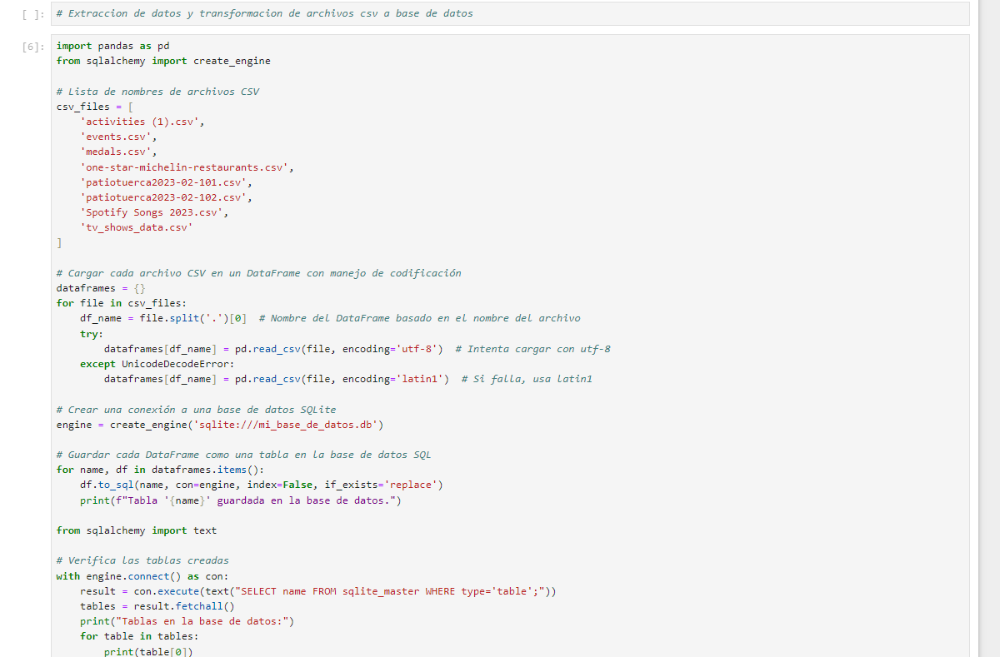 [ ]: # Extraccion de datos y transformacion de archivos csv a base de datos
[6]: import pandas as pd
from sqlalchemy import create_engine

# Lista de nombres de archivos CSV
csv_files = [
    'activities (1).csv',
    'events.csv',
    'medals.csv',
    'one-star-michelin-restaurants.csv',
    'patiotuerca2023-02-101.csv',
    'patiotuerca2023-02-102.csv',
    'Spotify Songs 2023.csv',
    'tv_shows_data.csv'
]

# Cargar cada archivo CSV en un DataFrame con manejo de codificación
dataframes = {}
for file in csv_files:
    df_name = file.split('.')[0]  # Nombre del DataFrame basado en el nombre del archivo
    try:
        dataframes[df_name] = pd.read_csv(file, encoding='utf-8')  # Intenta cargar con utf-8
    except UnicodeDecodeError:
        dataframes[df_name] = pd.read_csv(file, encoding='latin1')  # Si falla, usa latin1

# Crear una conexión a una base de datos SQLite
engine = create_engine('sqlite:///mi_base_de_datos.db')

# Guardar cada DataFrame como una tabla en la base de datos SQL
for name, df in dataframes.items():
    df.to_sql(name, con=engine, index=False, if_exists='replace')
    print(f"Tabla '{name}' guardada en la base de datos.")

from sqlalchemy import text

# Verifica las tablas creadas
with engine.connect() as con:
    result = con.execute(text("SELECT name FROM sqlite_master WHERE type='table';"))
    tables = result.fetchall()
    print("Tablas en la base de datos:")
    for table in tables:
        print(table[0])